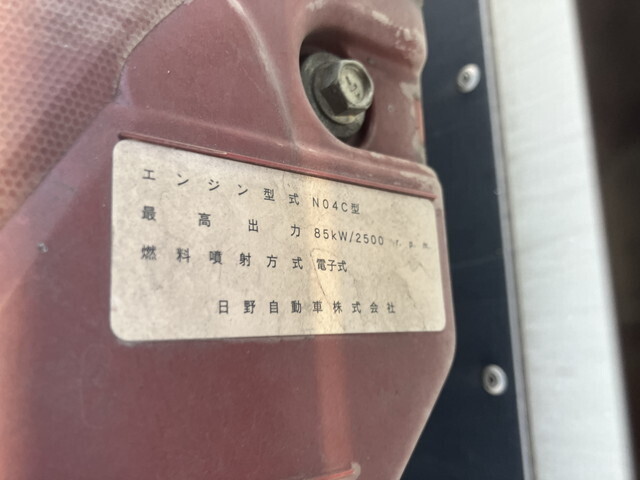 エンジン型式 N04C型
最高出力 85kW/2500 r.p.m.
燃料噴射方式 電子式
日野自動車株式会社